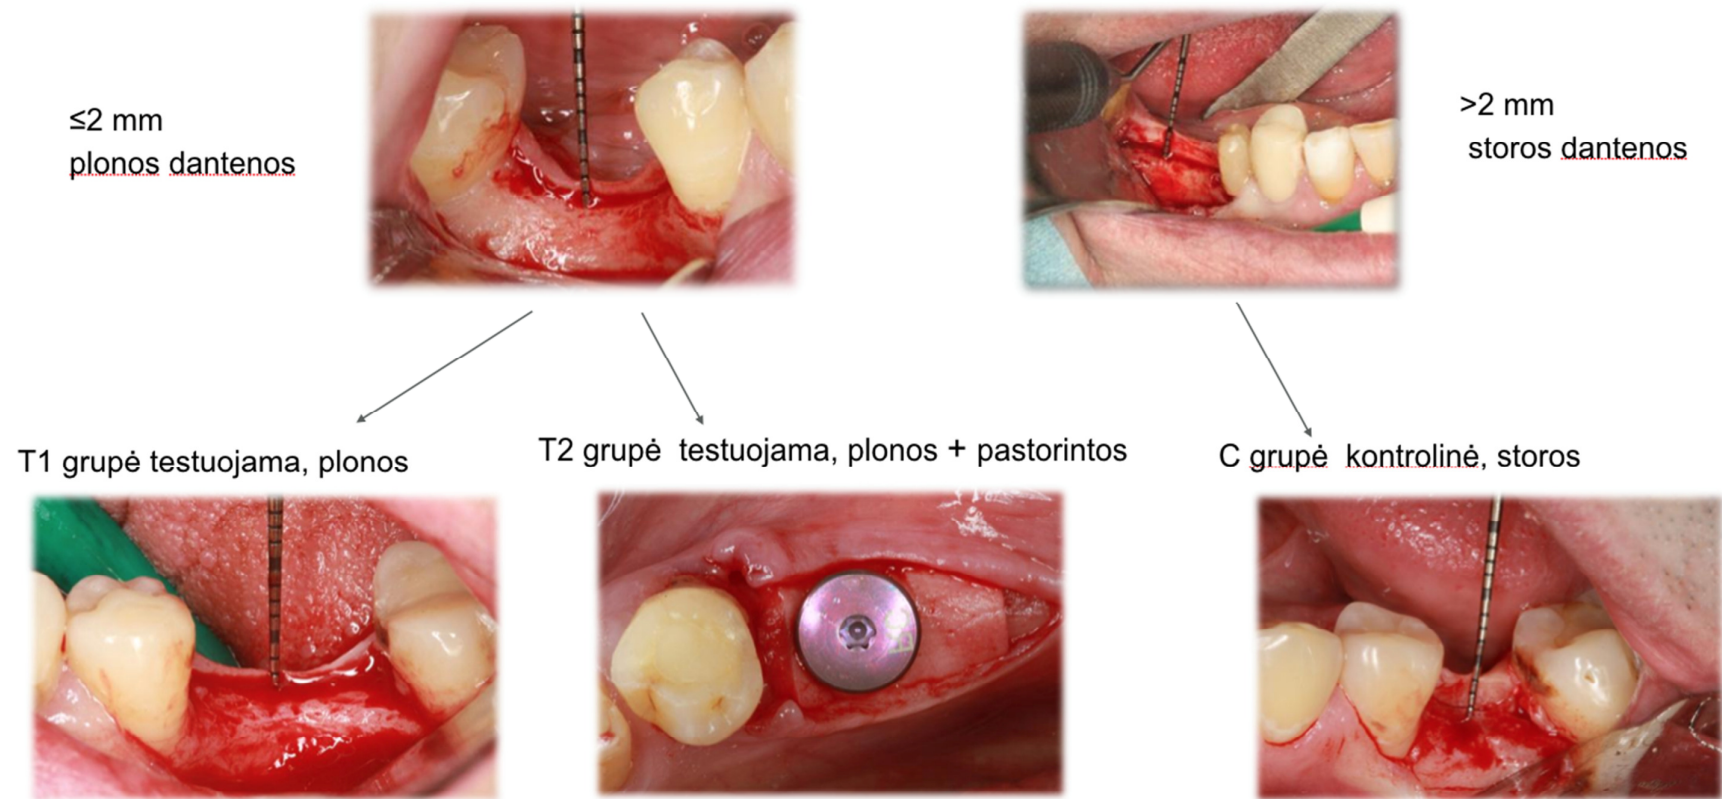 ≤2 mm
plonos dantenos
>2 mm
storos dantenos
T1 grupė testuojama, plonos
T2 grupė testuojama, plonos + pastorintos
C grupė kontrolinė, storos